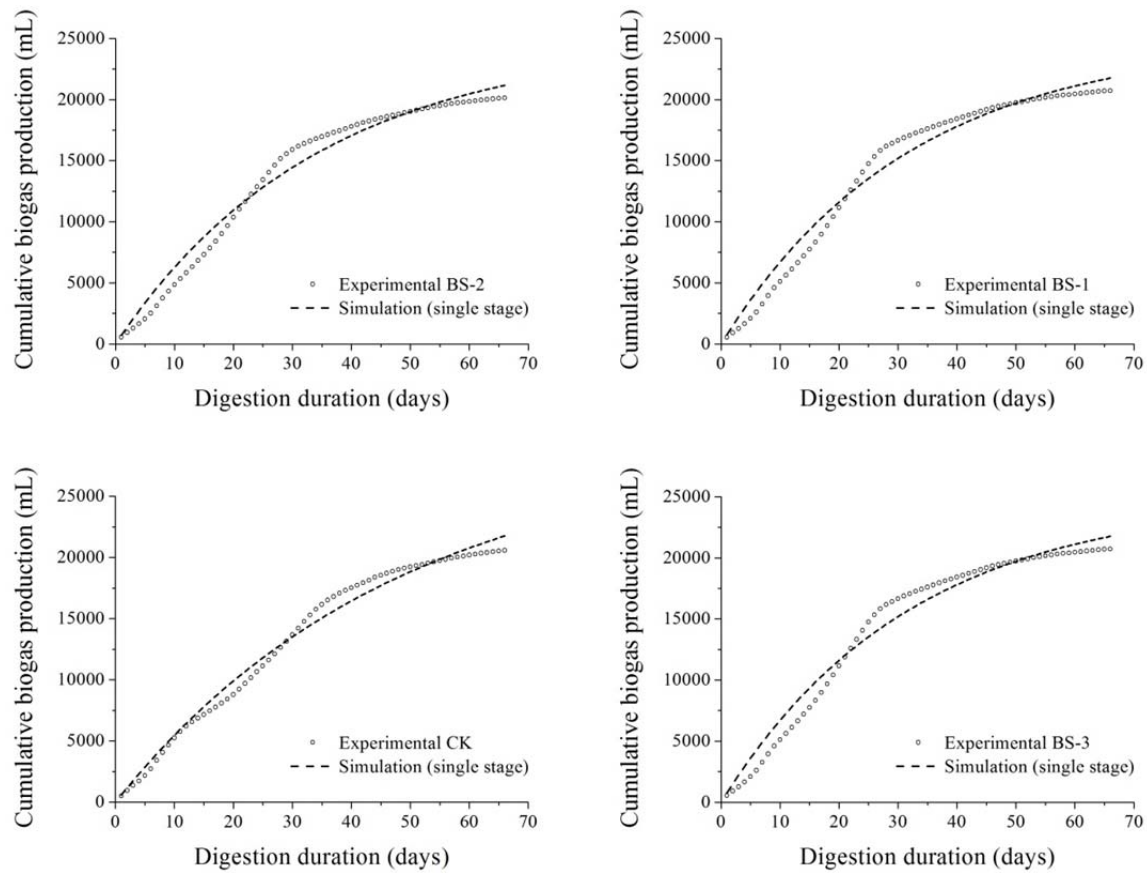 Cumulative biogas production (mL)
25000
20000
15000
10000
5000
0
Experimental BS-2
Simulation (single stage)
0 10 20 30 40 50 60 70
Digestion duration (days)
Cumulative biogas production (mL)
25000
20000
15000
10000
5000
0
Experimental BS-1
Simulation (single stage)
0 10 20 30 40 50 60 70
Digestion duration (days)
Cumulative biogas production (mL)
25000
20000
15000
10000
5000
0
Experimental CK
Simulation (single stage)
0 10 20 30 40 50 60 70
Digestion duration (days)
Cumulative biogas production (mL)
25000
20000
15000
10000
5000
0
Experimental BS-3
Simulation (single stage)
0 10 20 30 40 50 60 70
Digestion duration (days)